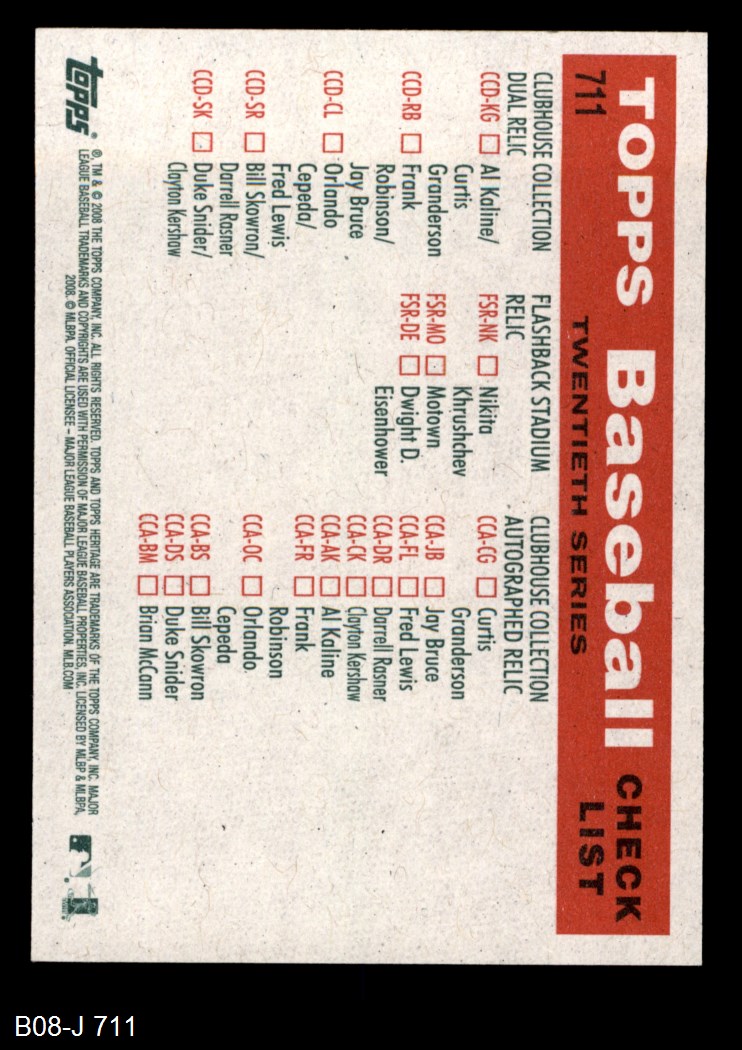 TOPPS Baseball CHECK LIST
711
TWENTIETH SERIES
CLUBHOUSE COLLECTION
DUAL RELIC
CCD-KG Al Kaline/
Curtis
Granderson
CCD-RB Frank
Robinson/
Jay Bruce
CCD-CL Orlando
Cepeda/
Fred Lewis
CCD-SR Bill Skowron/
Darrell Rasner
CCD-SK Duke Snider/
Clayton Kershaw
FLASHBACK STADIUM
RELIC
FSR-NK Nikita
Khrushchev
FSR-MO Motown
FSR-DE Dwight D.
Eisenhower
CLUBHOUSE COLLECTION
AUTOGRAPHED RELIC
CCA-CG Curtis
Granderson
CCA-JB Jay Bruce
CCA-FL Fred Lewis
CCA-DR Darrell Rasner
CCA-CK Clayton Kershaw
CCA-AK Al Kaline
CCA-FR Frank
Robinson
CCA-OC Orlando
Cepeda
CCA-BS Bill Skowron
CCA-DS Duke Snider
CCA-BM Brian McCann
topps®
®, TM & © 2008 THE TOPPS COMPANY, INC. ALL RIGHTS RESERVED. TOPPS AND TOPPS HERITAGE ARE TRADEMARKS OF THE TOPPS COMPANY, INC. MAJOR
LEAGUE BASEBALL TRADEMARKS AND COPYRIGHTS ARE USED WITH PERMISSION OF MAJOR LEAGUE BASEBALL PROPERTIES, INC. LICENSED BY MLBP & MLBPA,
2008. © MLBPA. OFFICIAL LICENSEE – MAJOR LEAGUE BASEBALL PLAYERS ASSOCIATION. MLB.COM
B08-J 711